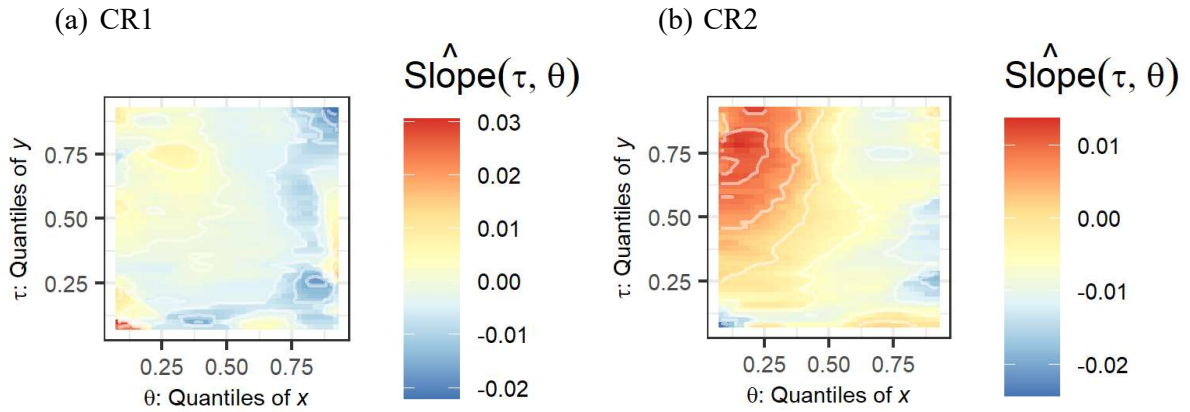 (a) CR1
(b) CR2
^
Slope(τ, θ)
0.03
0.02
0.01
0.00
-0.01
-0.02
τ: Quantiles of y
0.75
0.50
0.25
0.25 0.50 0.75
θ: Quantiles of x
^
Slope(τ, θ)
0.01
0.00
-0.01
-0.02
τ: Quantiles of y
0.75
0.50
0.25
0.25 0.50 0.75
θ: Quantiles of x